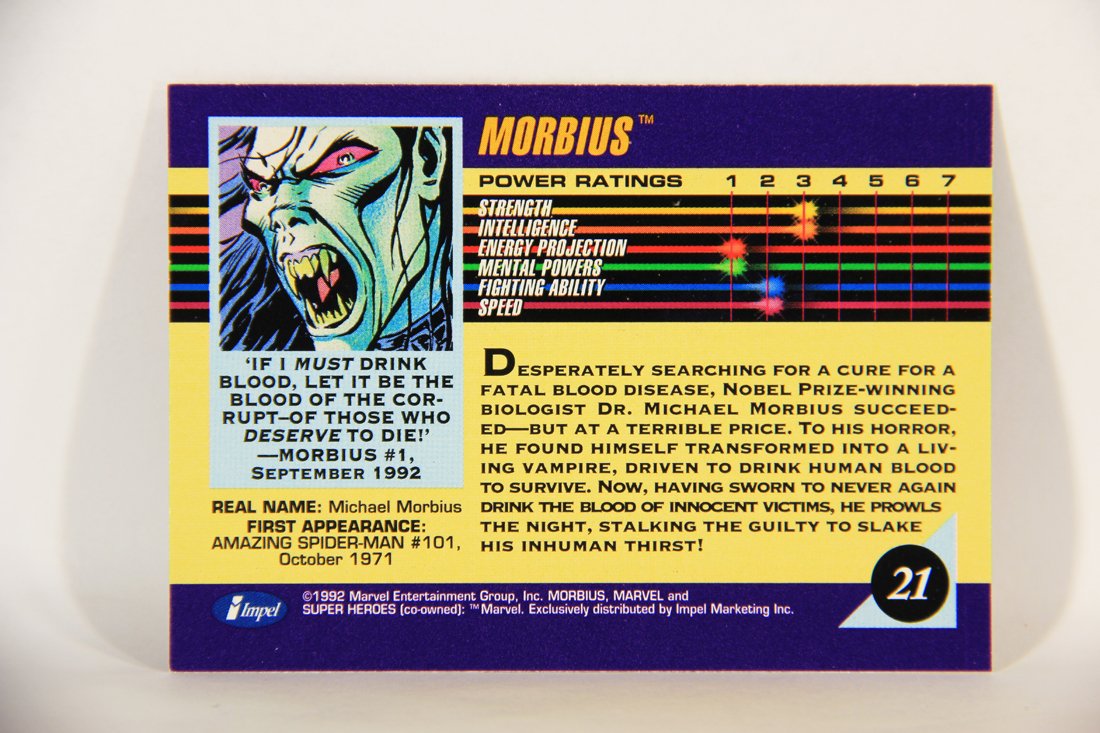 MORBIUS™
POWER RATINGS 1 2 3 4 5 6 7
STRENGTH
INTELLIGENCE
ENERGY PROJECTION
MENTAL POWERS
FIGHTING ABILITY
SPEED
'IF I MUST DRINK
BLOOD, LET IT BE THE
BLOOD OF THE COR-
RUPT—OF THOSE WHO
DESERVE TO DIE!'
—MORBIUS #1,
SEPTEMBER 1992
REAL NAME: Michael Morbius
FIRST APPEARANCE:
AMAZING SPIDER-MAN #101,
October 1971
DESPERATELY SEARCHING FOR A CURE FOR A
FATAL BLOOD DISEASE, NOBEL PRIZE-WINNING
BIOLOGIST DR. MICHAEL MORBIUS SUCCEED-
ED—BUT AT A TERRIBLE PRICE. TO HIS HORROR,
HE FOUND HIMSELF TRANSFORMED INTO A LIV-
ING VAMPIRE, DRIVEN TO DRINK HUMAN BLOOD
TO SURVIVE. NOW, HAVING SWORN TO NEVER AGAIN
DRINK THE BLOOD OF INNOCENT VICTIMS, HE PROWLS
THE NIGHT, STALKING THE GUILTY TO SLAKE
HIS INHUMAN THIRST!
21
Impel
©1992 Marvel Entertainment Group, Inc. MORBIUS, MARVEL and
SUPER HEROES (co-owned): ™Marvel. Exclusively distributed by Impel Marketing Inc.